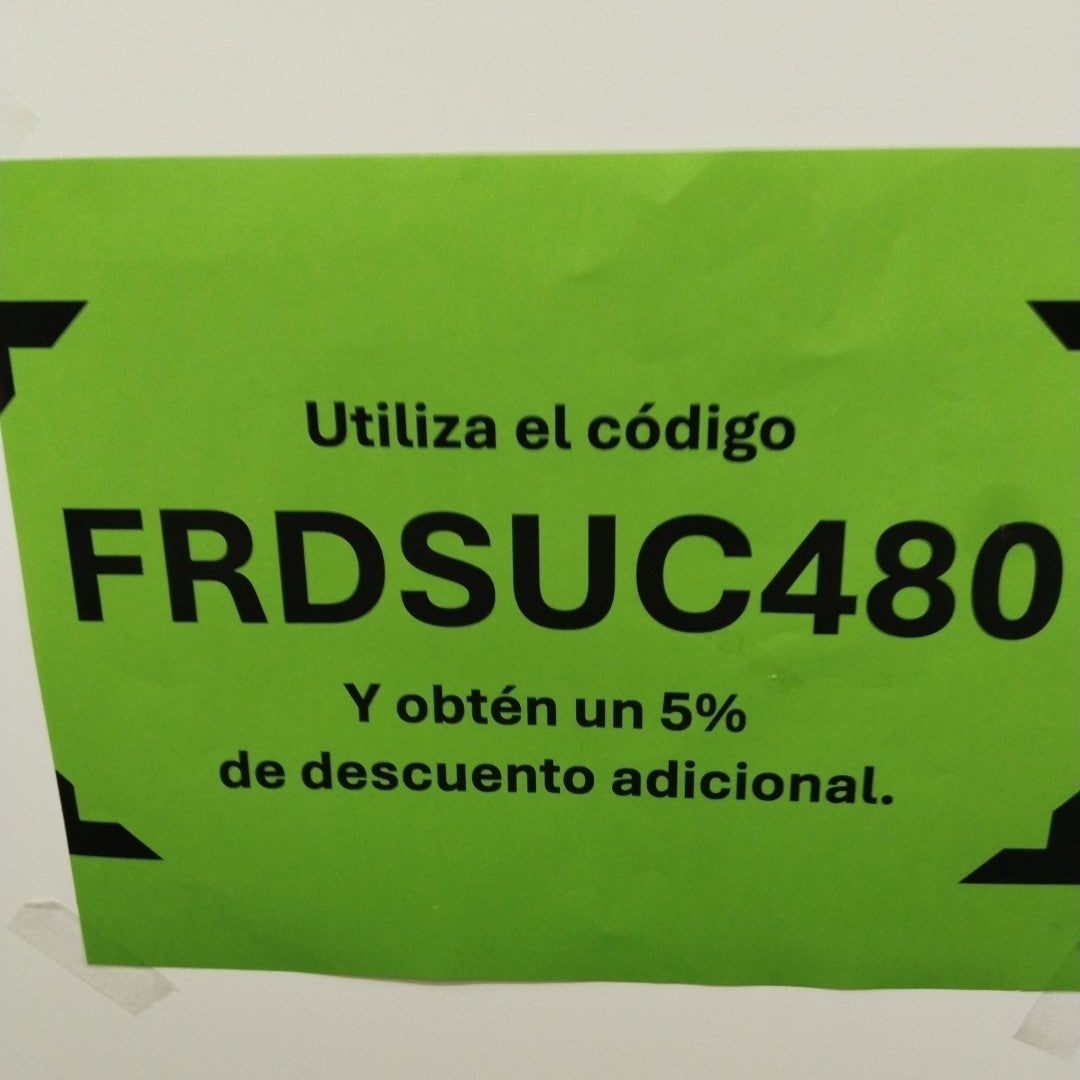 Utiliza el código
FRDSUC480
Y obtén un 5%
de descuento adicional.